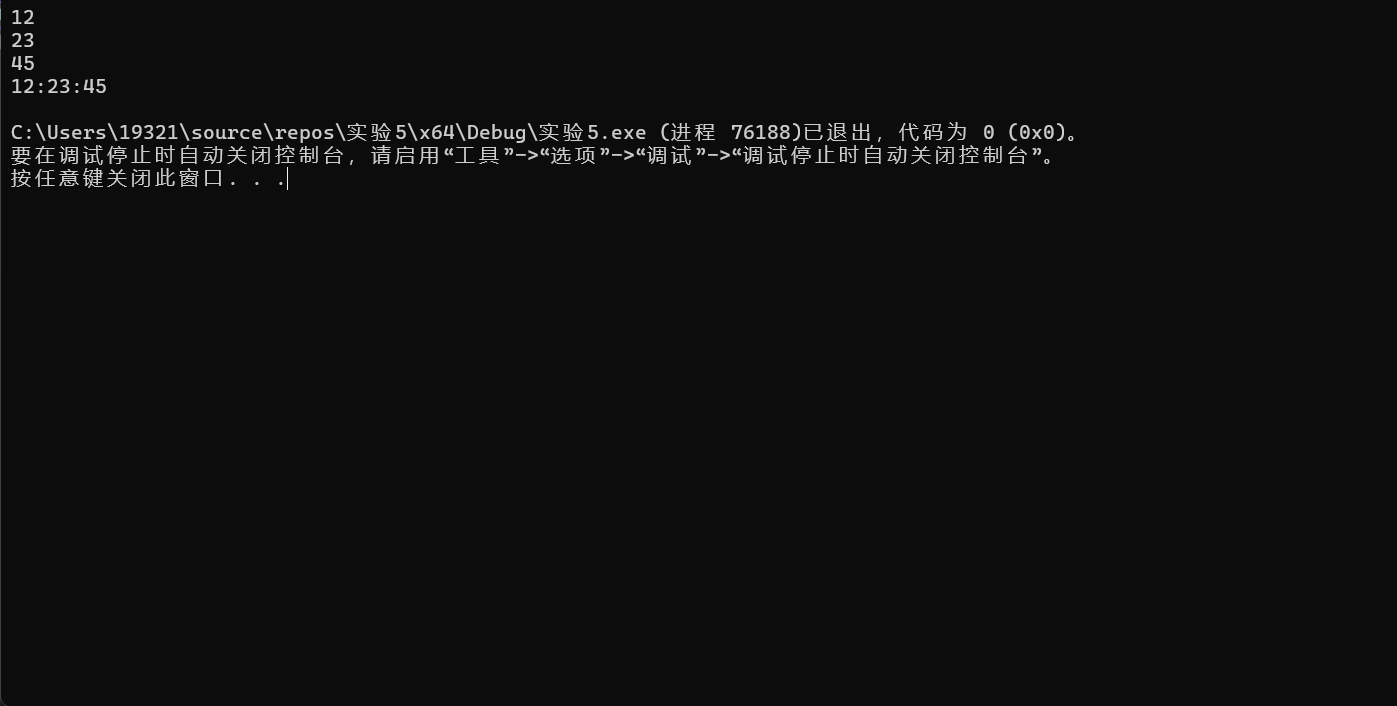 12
23
45
12:23:45
C:\Users\19321\source\repos\实验5\x64\Debug\实验5.exe (进程 76188)已退出，代码为 0 (0x0)。
要在调试停止时自动关闭控制台，请启用“工具”->“选项”->“调试”->“调试停止时自动关闭控制台”。
按任意键关闭此窗口. . .